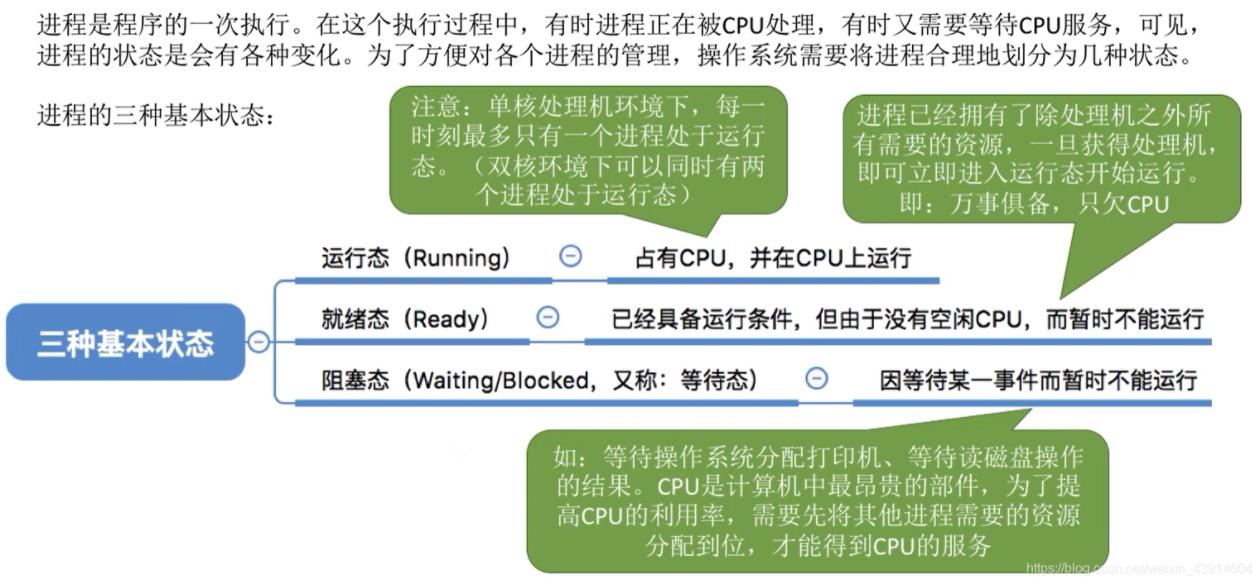 进程是程序的一次执行。在这个执行过程中，有时进程正在被CPU处理，有时又需要等待CPU服务，可见，
进程的状态是会有各种变化。为了方便对各个进程的管理，操作系统需要将进程合理地划分为几种状态。
进程的三种基本状态：
注意：单核处理机环境下，每一
时刻最多只有一个进程处于运行
态。（双核环境下可以同时有两
个进程处于运行态）
进程已经拥有了除处理机之外所
有需要的资源，一旦获得处理机，
即可立即进入运行态开始运行。
即：万事俱备，只欠CPU
三种基本状态
运行态（Running）
占有CPU，并在CPU上运行
就绪态（Ready）
已经具备运行条件，但由于没有空闲CPU，而暂时不能运行
阻塞态（Waiting/Blocked，又称：等待态）
因等待某一事件而暂时不能运行
如：等待操作系统分配打印机、等待读磁盘操作
的结果。CPU是计算机中最昂贵的部件，为了提
高CPU的利用率，需要先将其他进程需要的资源
分配到位，才能得到CPU的服务
https://blog.csdn.net/weixin_43914604